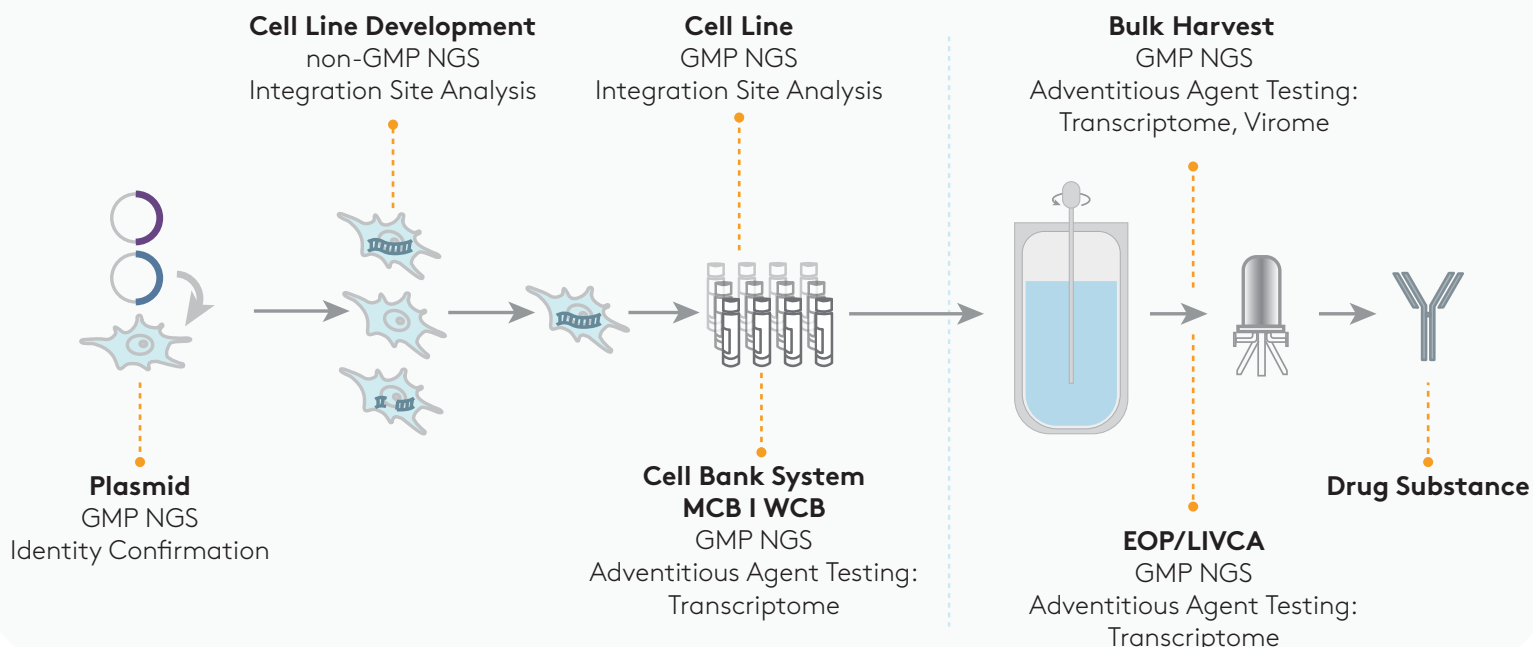 Cell Line Development
non-GMP NGS
Integration Site Analysis
Cell Line
GMP NGS
Integration Site Analysis
Bulk Harvest
GMP NGS
Adventitious Agent Testing:
Transcriptome, Virome
Plasmid
GMP NGS
Identity Confirmation
Cell Bank System
MCB I WCB
GMP NGS
Adventitious Agent Testing:
Transcriptome
EOP/LIVCA
GMP NGS
Adventitious Agent Testing:
Transcriptome
Drug Substance